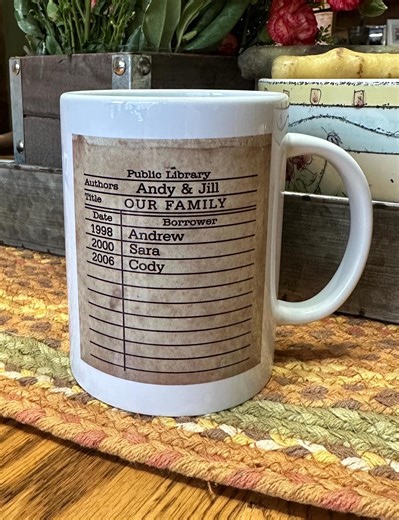 Public Library
Authors Andy & Jill
Title OUR FAMILY
Date Borrower
1998 Andrew
2000 Sara
2006 Cody